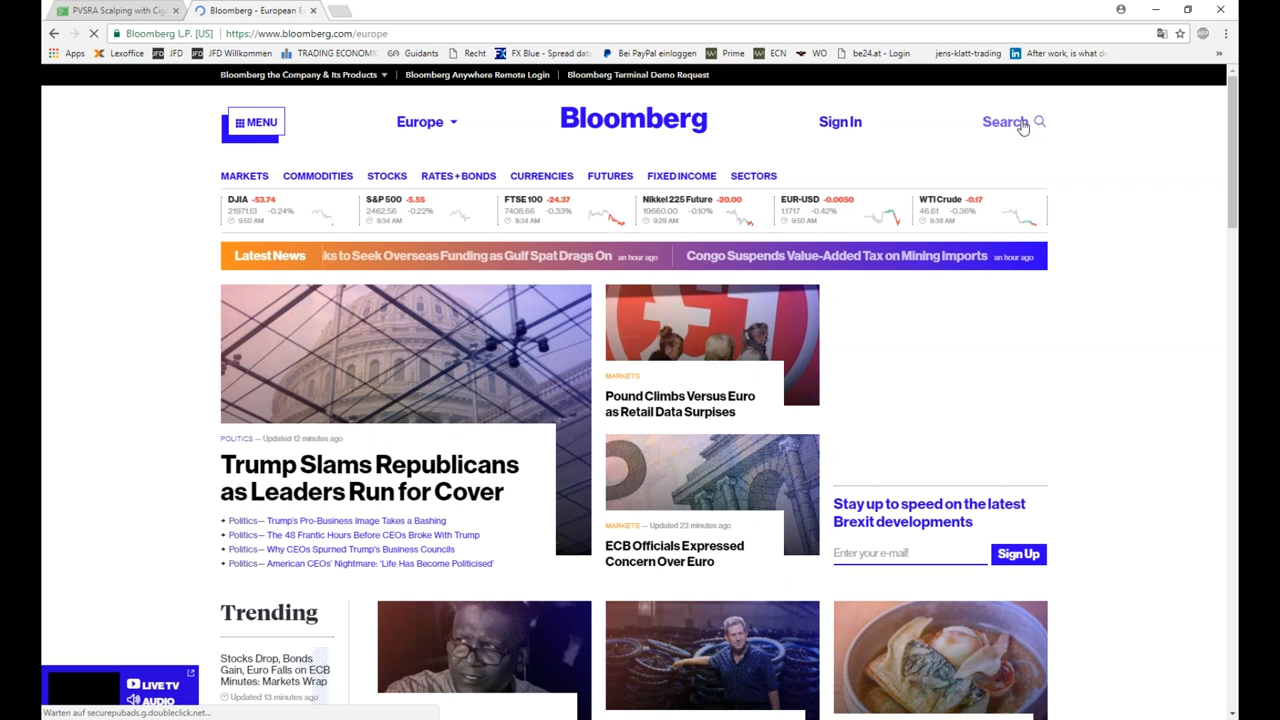 PVSRA Scalping with Cig
Bloomberg - European E
Bloomberg L.P. [US]
https://www.bloomberg.com/europe
Apps
Lexoffice
JFD
JFD Willkommen
TRADING ECONOMI
Guidants
Recht
FX Blue - Spread data
Bei PayPal einloggen
Prime
ECN
WO
be24.at - Login
jens-klatt-trading
After work, is what d
»
Bloomberg the Company & Its Products
Bloomberg Anywhere Remote Login
Bloomberg Terminal Demo Request
MENU
Europe
Bloomberg
Sign In
Search
MARKETS COMMODITIES STOCKS RATES + BONDS CURRENCIES FUTURES FIXED INCOME SECTORS
DJIA -53.74
21971.13 -0.24%
9:50 AM
S&P 500 -5.55
2462.56 -0.22%
9:34 AM
FTSE 100 -24.37
7408.66 -0.33%
9:34 AM
Nikkei 225 Future -20.00
19660.00 -0.10%
9:29 AM
EUR-USD -0.0050
1.1717 -0.42%
9:50 AM
WTI Crude -0.17
46.61 -0.36%
9:39 AM
Latest News
ks to Seek Overseas Funding as Gulf Spat Drags On an hour ago
Congo Suspends Value-Added Tax on Mining Imports an hour ago
POLITICS — Updated 12 minutes ago
Trump Slams Republicans
as Leaders Run for Cover
Politics— Trump's Pro-Business Image Takes a Bashing
Politics— The 48 Frantic Hours Before CEOs Broke With Trump
Politics— Why CEOs Spurned Trump's Business Councils
Politics— American CEOs' Nightmare: 'Life Has Become Politicised'
MARKETS
Pound Climbs Versus Euro
as Retail Data Surpises
MARKETS — Updated 23 minutes ago
ECB Officials Expressed
Concern Over Euro
Stay up to speed on the latest
Brexit developments
Enter your e-mail!
Sign Up
Trending
Stocks Drop, Bonds
Gain, Euro Falls on ECB
Minutes: Markets Wrap
Updated 13 minutes ago
LIVE TV
AUDIO
Warten auf securepubads.g.doubleclick.net...